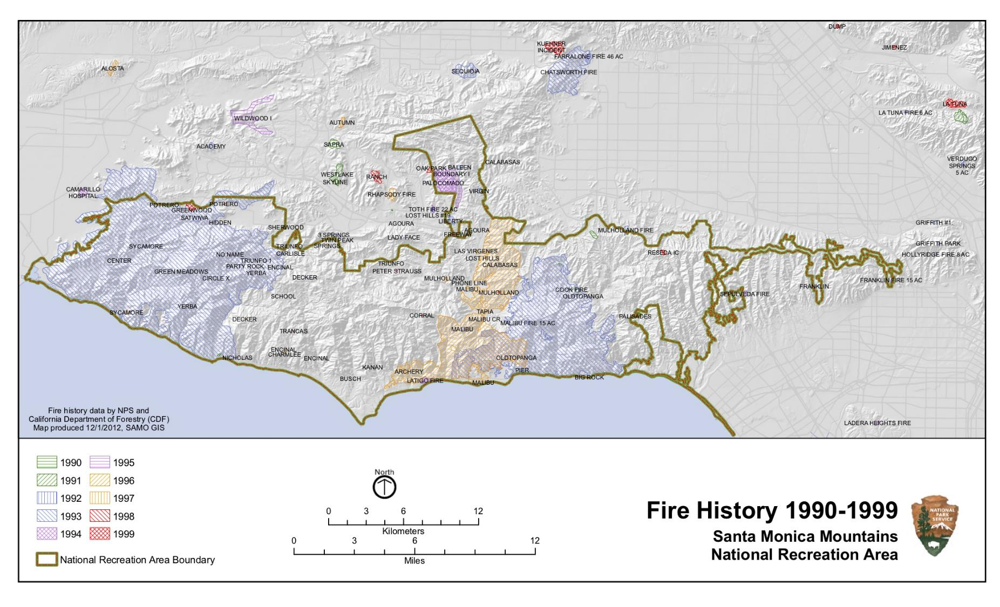 DUMP
KUEHNER
INCIDENT
JIMENEZ
FARRALONE FIRE 46 AC
ALOSTA
SEQUIOIA
CHATSWORTH FIRE
LA TUNA
LA TUNA FIRE 6 AC
WILDWOOD I
AUTUMN
ACADEMY
SAPRA
VERDUGO
SPRINGS
5 AC
CALABASAS
OAK PARK
BALEEN
BOUNDARY I
WESTLAKE
SKYLINE
RANCH
PALOCOMADO
CAMARILLO
HOSPITAL
VIRGIN
RHAPSODY FIRE
POTRERO
POTRERO
GREENWOOD
SATWIWA
HIDDEN
TOTH FIRE 22 AC
LOST HILLS #19
LIBERTY
AGOURA
SHERWOOD
AGOURA
FREEWAY
MULHOLLAND FIRE
GRIFFITH #1
3 SPRINGS
TWIN PEAK
SPRINGS
LADY FACE
GRIFFITH PARK
SYCAMORE
TRIUNFO
CARLISLE
LAS VIRGENES
LOST HILLS
RESEDA IC
HOLLYRIDGE FIRE 8 AC
NO NAME
CENTER
TRIUNFO 1
PARTY ROCK
ENCINAL
YERBA
TRIUNFO
PETER STRAUSS
CALABASAS
GREEN MEADOWS
CIRCLE X
DECKER
MULHOLLAND
PHONE LINE
MALIBU
MULHOLLAND
FRANKLIN FIRE 15 AC
FRANKLIN
COOK FIRE
OLDTOPANGA
SEPULVEDA FIRE
SCHOOL
YERBA
SYCAMORE
TAPIA
CORRAL
MALIBU CR
MALIBU FIRE 15 AC
PALISADES
DECKER
TRANCAS
MALIBU
ENCINAL
CHARMLEE
ENCINAL
NICHOLAS
OLDTOPANGA
KANAN
ARCHERY
PIER
BUSCH
LATIGO FIRE
MALIBU
BIG ROCK
LADERA HEIGHTS FIRE
Fire history data by NPS and
California Department of Forestry (CDF)
Map produced 12/1/2012, SAMO GIS
1990
1995
1991
1996
1992
1997
1993
1998
1994
1999
National Recreation Area Boundary
North
0 3 6 12
Kilometers
0 3 6 12
Miles
Fire History 1990-1999
Santa Monica Mountains
National Recreation Area
NATIONAL
PARK
SERVICE